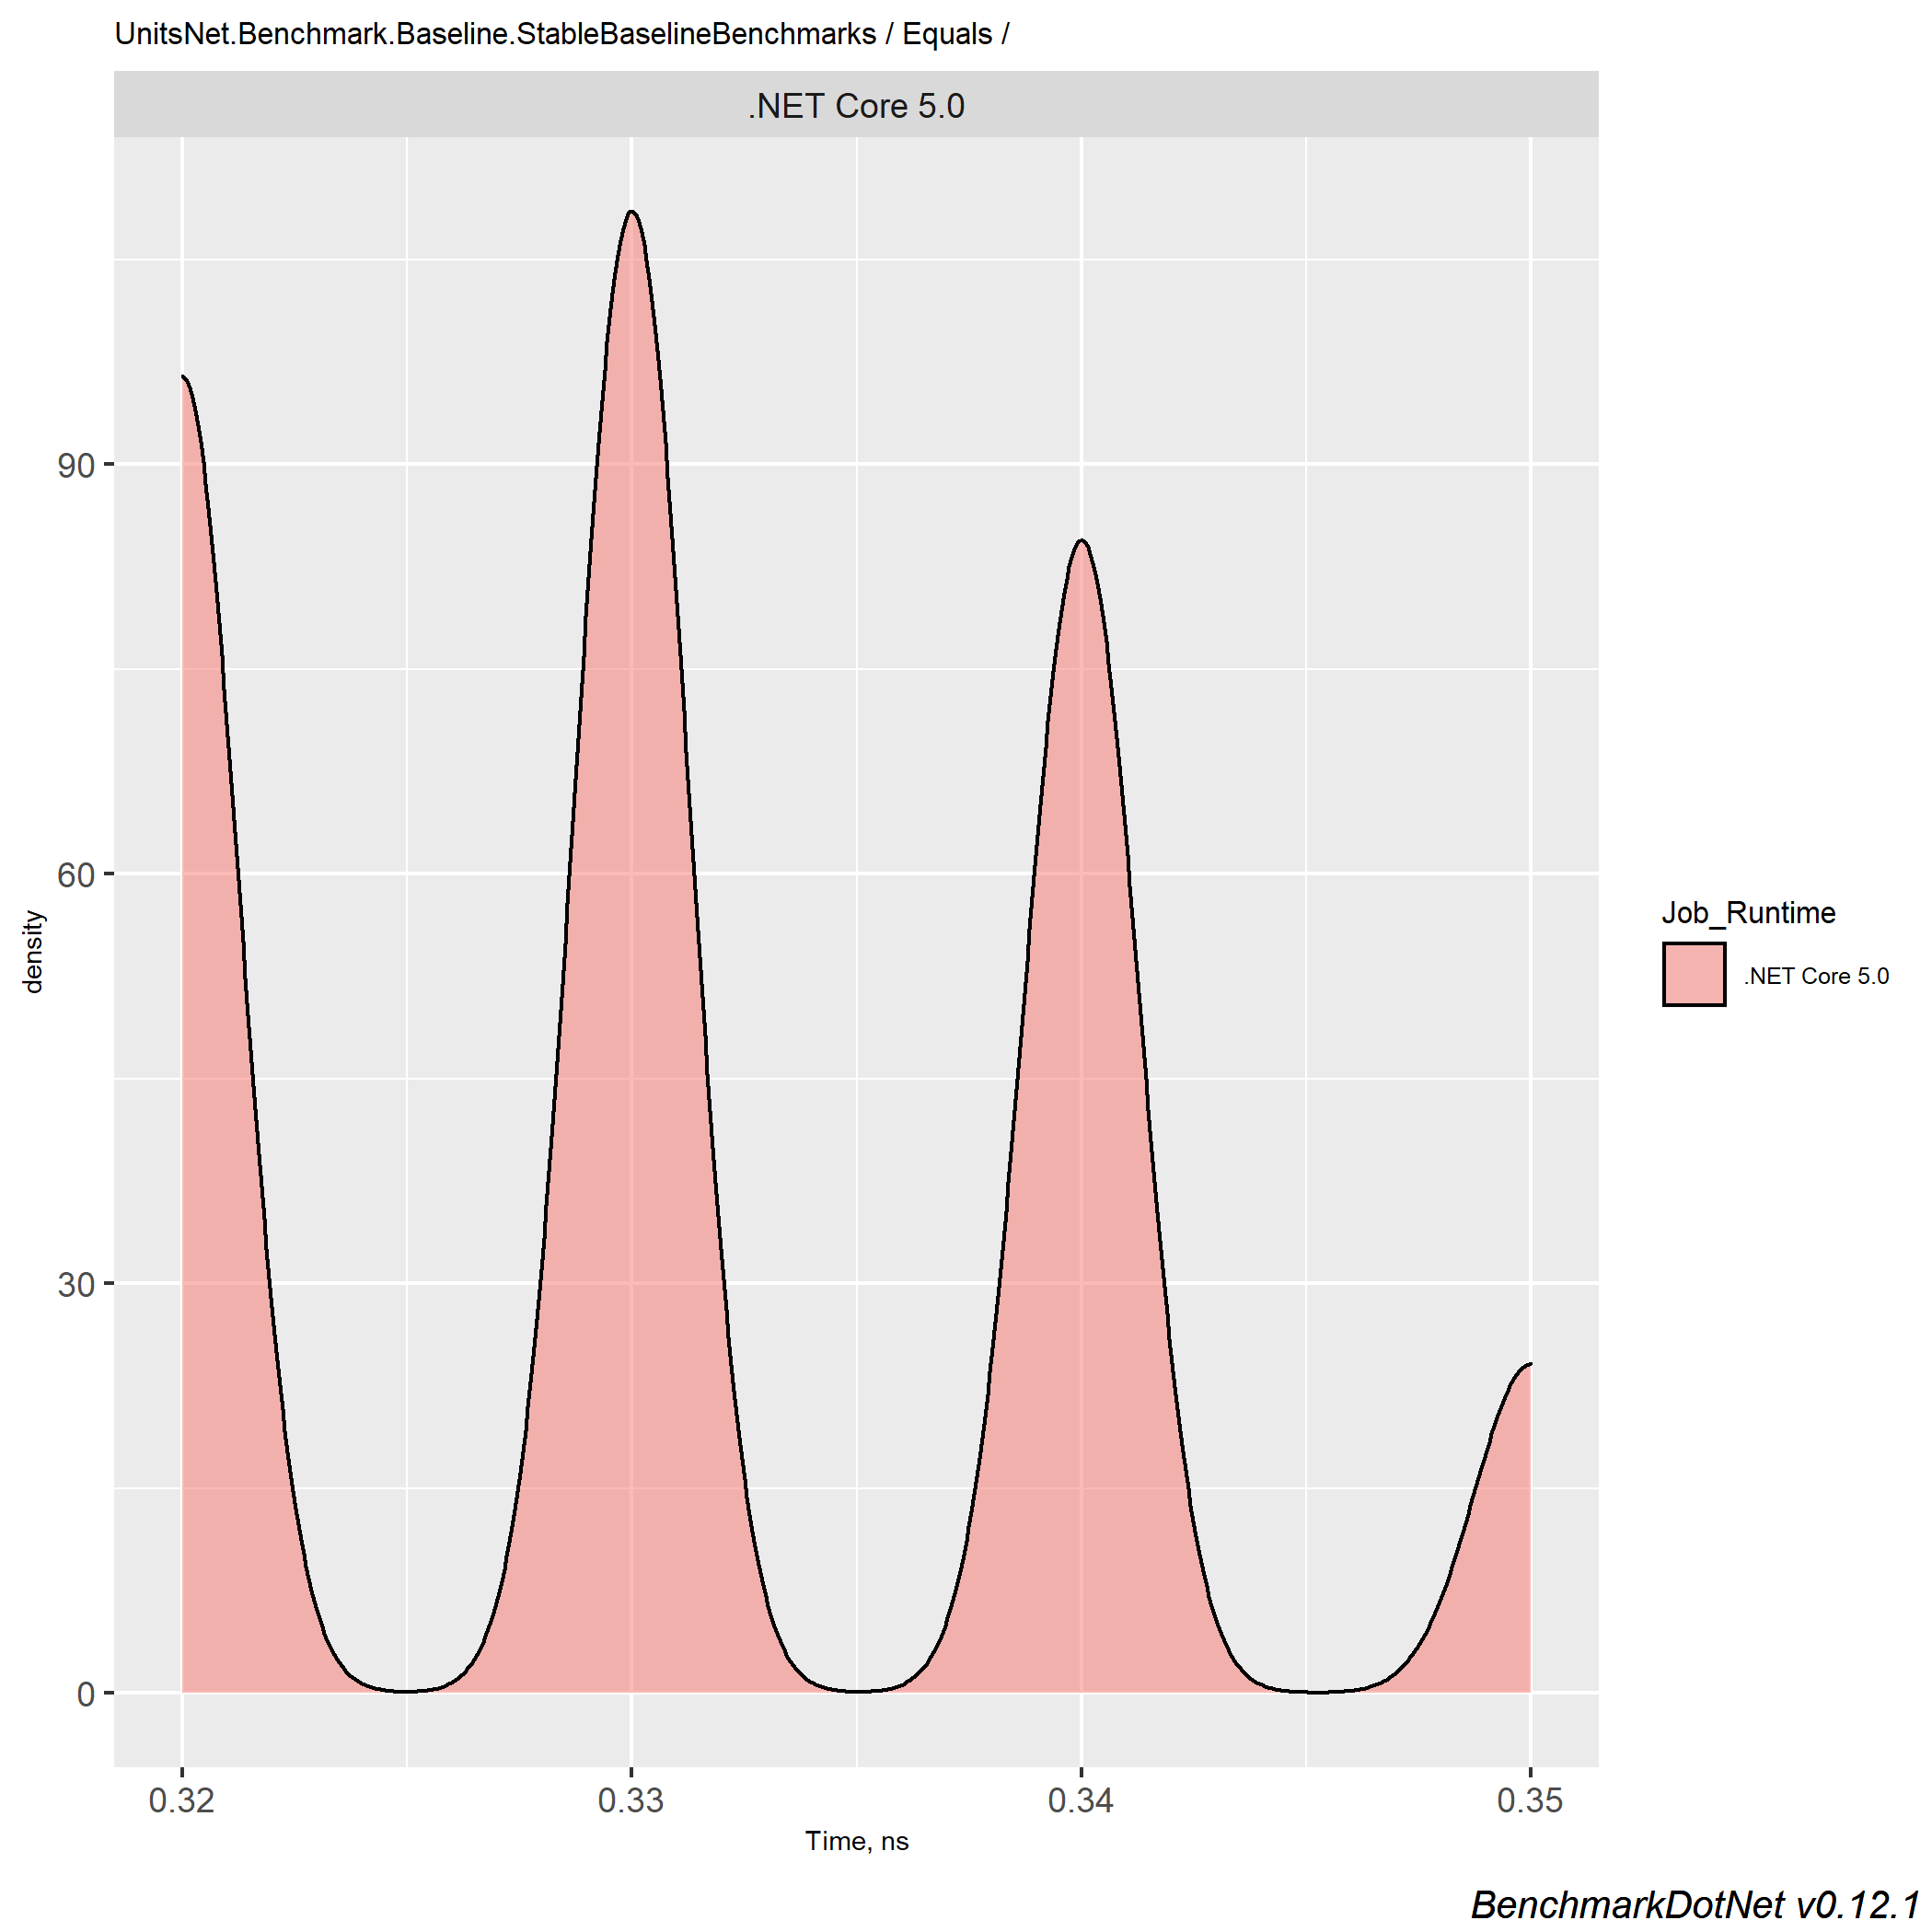 UnitsNet.Benchmark.Baseline.StableBaselineBenchmarks / Equals /
.NET Core 5.0
90
60
30
0
density
0.32 0.33 0.34 0.35
Time, ns
Job_Runtime
.NET Core 5.0
BenchmarkDotNet v0.12.1